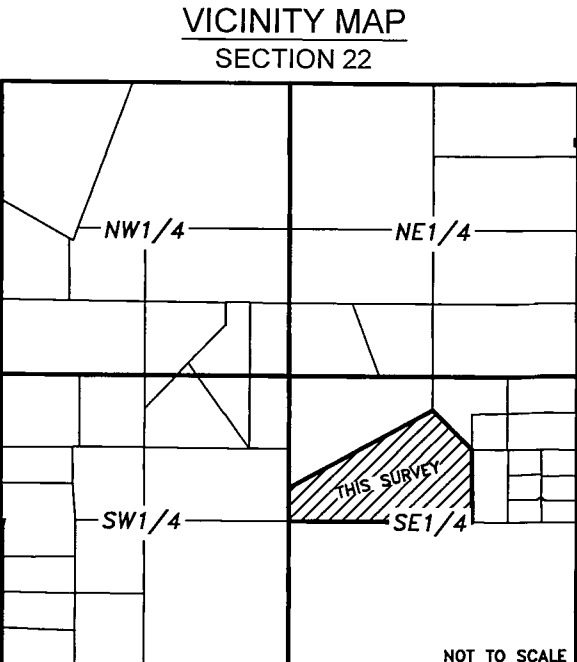 VICINITY MAP
SECTION 22
NW1/4
NE1/4
THIS SURVEY
SW1/4
SE1/4
NOT TO SCALE